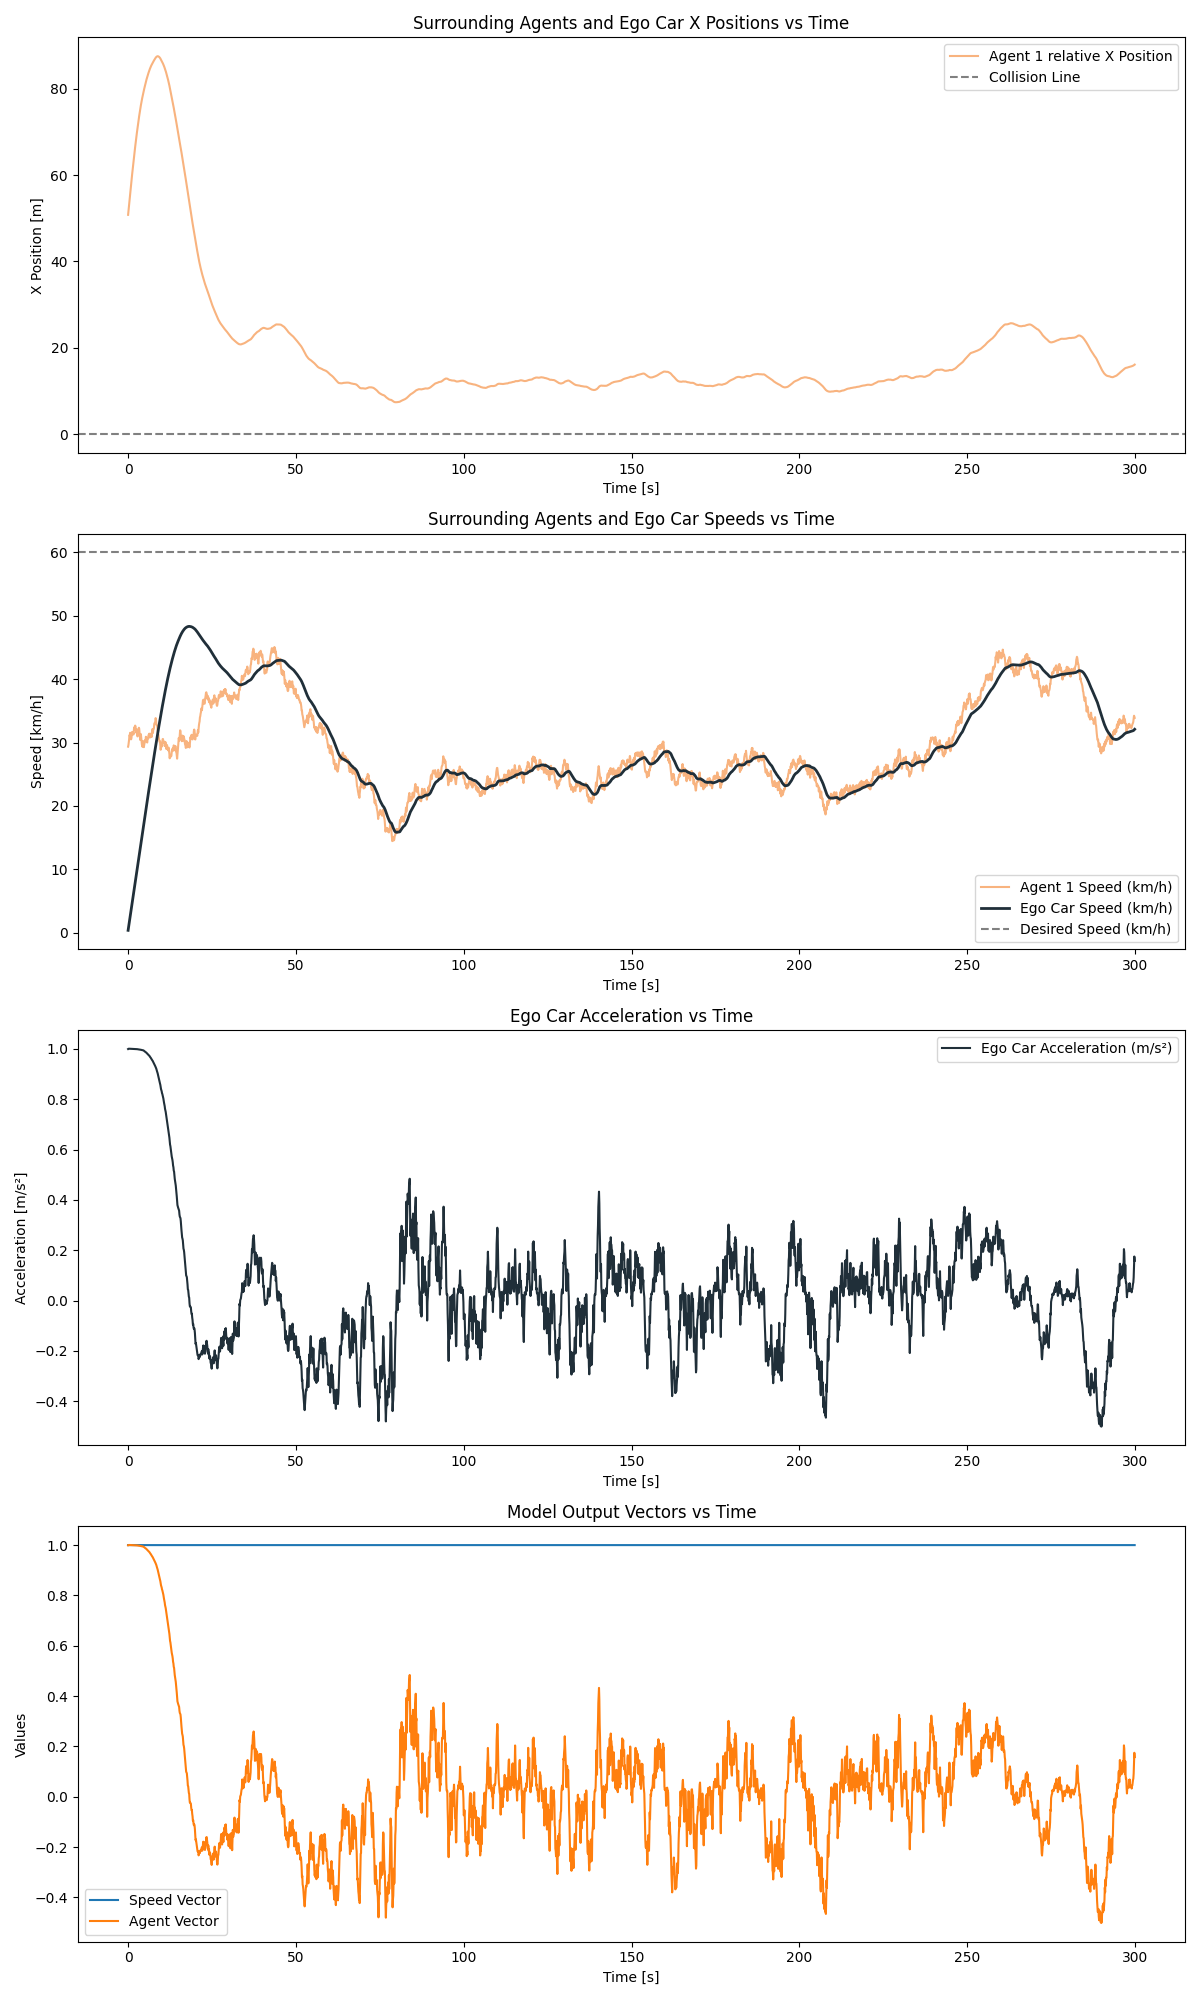 Surrounding Agents and Ego Car X Positions vs Time
X Position [m]
80
60
40
20
0
Agent 1 relative X Position
Collision Line
0 50 100 150 200 250 300
Time [s]
Surrounding Agents and Ego Car Speeds vs Time
Speed [km/h]
60
50
40
30
20
10
0
Agent 1 Speed (km/h)
Ego Car Speed (km/h)
Desired Speed (km/h)
0 50 100 150 200 250 300
Time [s]
Ego Car Acceleration vs Time
Acceleration [m/s²]
1.0
0.8
0.6
0.4
0.2
0.0
−0.2
−0.4
Ego Car Acceleration (m/s²)
0 50 100 150 200 250 300
Time [s]
Model Output Vectors vs Time
Values
1.0
0.8
0.6
0.4
0.2
0.0
−0.2
−0.4
Speed Vector
Agent Vector
0 50 100 150 200 250 300
Time [s]